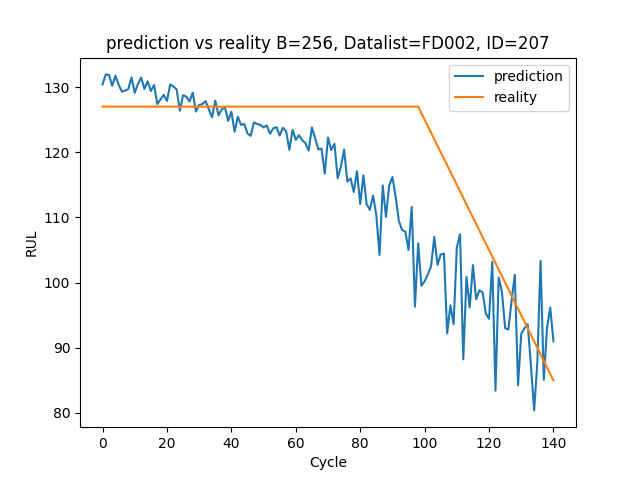 prediction vs reality B=256, Datalist=FD002, ID=207
prediction
reality
RUL
130
120
110
100
90
80
0 20 40 60 80 100 120 140
Cycle